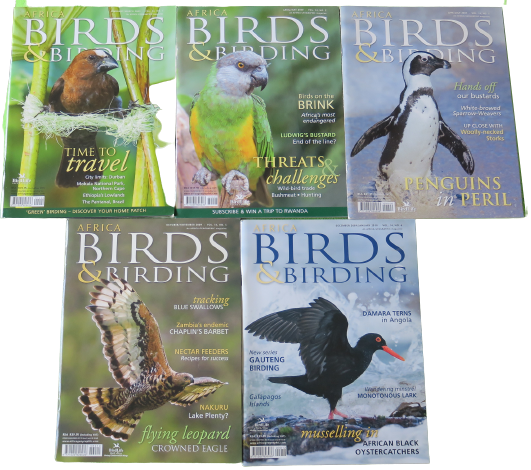 AFRICA
BIRDS
& BIRDING
TIME TO
travel
City limits: Durban
Mokala National Park,
Northern Cape
Ethiopia's Lowlands
The Pantanal, Brazil
'GREEN' BIRDING – DISCOVER YOUR HOME PATCH
AFRICA
BIRDS
& BIRDING
Birds on the
BRINK
Africa's most
endangered
LUDWIG'S BUSTARD
End of the line?
THREATS &
challenges
Wild-bird trade
Bushmeat • Hunting
SUBSCRIBE & WIN A TRIP TO RWANDA
AFRICA
BIRDS
& BIRDING
Hands off
our bustards
White-browed
Sparrow-Weavers
UP CLOSE WITH
Woolly-necked
Storks
PENGUINS
in PERIL
AFRICA
BIRDS
& BIRDING
tracking
BLUE SWALLOWS
Zambia's endemic
CHAPLIN'S BARBET
NECTAR FEEDERS
Recipes for success
NAKURU
Lake Plenty?
flying leopard
CROWNED EAGLE
AFRICA
BIRDS
& BIRDING
DAMARA TERNS
in Angola
New series
GAUTENG
BIRDING
Galapagos
Islands
MONOTONOUS LARK
musselling in
AFRICAN BLACK
OYSTERCATCHERS